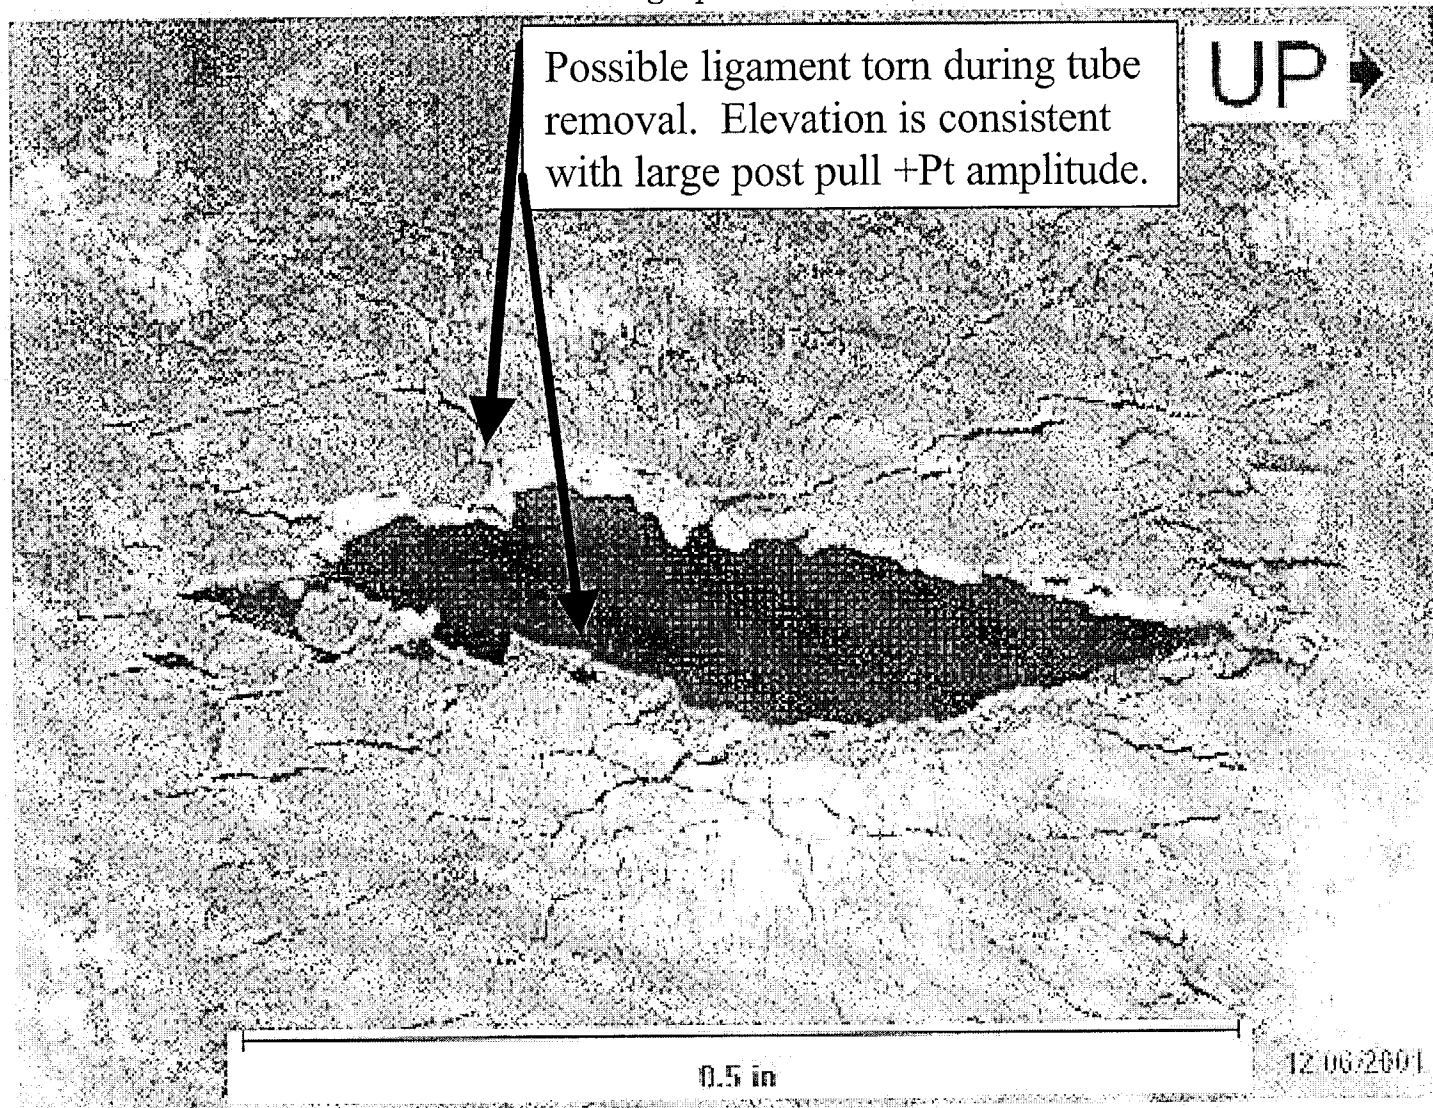 Possible ligament torn during tube
removal. Elevation is consistent
with large post pull +Pt amplitude.
UP
0.5 in
12/06/2001